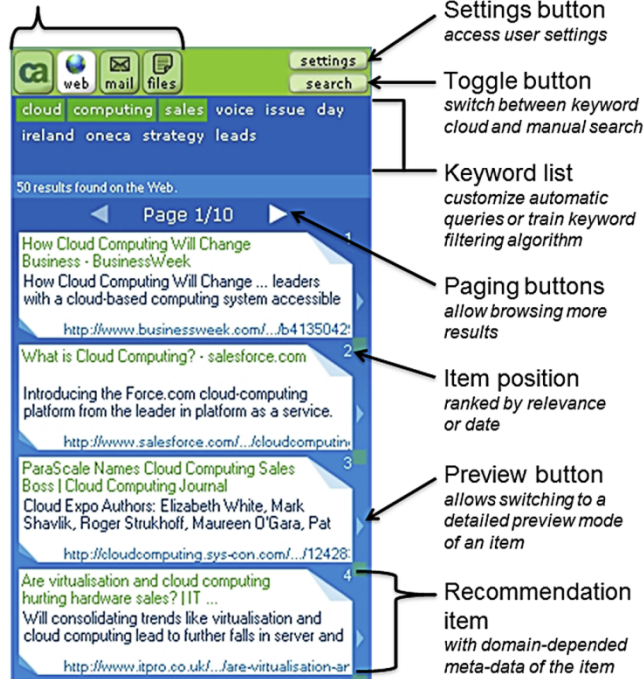 Settings button
access user settings
Toggle button
switch between keyword
cloud and manual search
Keyword list
customize automatic
queries or train keyword
filtering algorithm
Paging buttons
allow browsing more
results
Item position
ranked by relevance
or date
Preview button
allows switching to a
detailed preview mode
of an item
Recommendation
item
with domain-depended
meta-data of the item
ca web mail files settings
search
cloud computing sales voice issue day
ireland oneca strategy leads
50 results found on the Web.
Page 1/10
1
How Cloud Computing Will Change
Business - BusinessWeek
How Cloud Computing Will Change ... leaders
with a cloud-based computing system accessible
http://www.businessweek.com/.../b4135042
2
What is Cloud Computing? - salesforce.com
Introducing the Force.com cloud-computing
platform from the leader in platform as a service.
http://www.salesforce.com/.../cloudcomputin
3
ParaScale Names Cloud Computing Sales
Boss | Cloud Computing Journal
Cloud Expo Authors: Elizabeth White, Mark
Shavlik, Roger Strukhoff, Maureen O'Gara, Pat
http://cloudcomputing.sys-con.com/.../12428
4
Are virtualisation and cloud computing
hurting hardware sales? | IT ...
Will consolidating trends like virtualisation and
cloud computing lead to further falls in server and
http://www.itpro.co.uk/.../are-virtualisation-ar